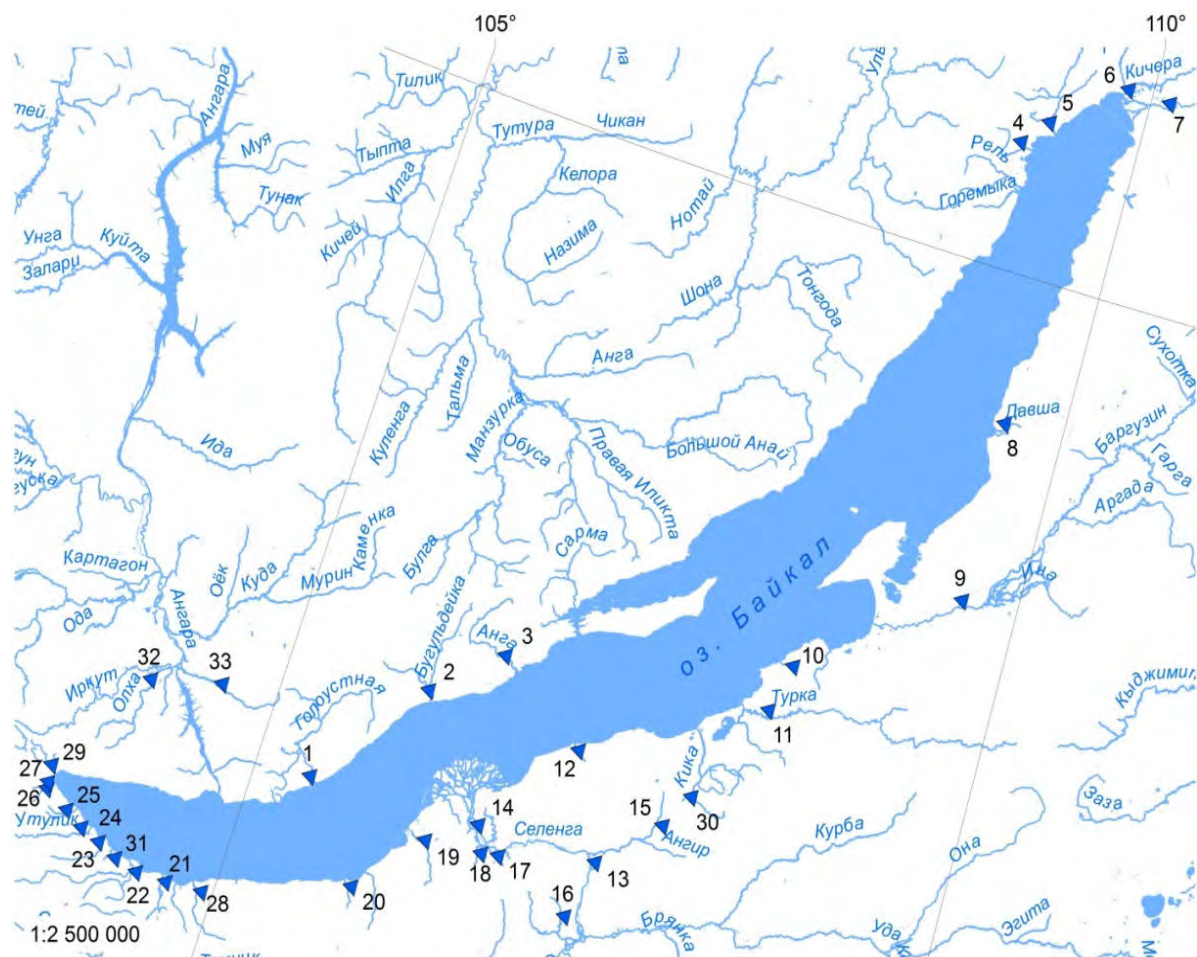 105°
110°
Тилик
Ангара
Муя
Тунак
Тыпта
Илга
Кичей
Тутура
Чикан
Келора
Назима
Нотай
Шона
Тонгода
Кичера
6
7
5
4
Рель
Горемыка
Унга
Залари
Куйта
Анга
Тальма
Куленга
Манзурка
Обуса
Правая Иликта
Большой Анай
Сухотка
Давша
8
Баргузин
Гарга
Аргада
Ида
Каменка
Мурин
Куда
Оёк
Булга
Сарма
Картагон
Ода
Ангара
Бугульдейка
Анга
3
2
оз. Байкал
9
Ина
10
Турка
11
Кыджимит
32
33
Иркут
Олха
Голоустная
1
12
Кика
30
15
Ангир
Заза
Курба
Она
29
27
26
25
Утулик
24
23
31
22
21
28
20
19
14
Селенга
18
17
13
16
Брянка
Уда
Эгита
1:2 500 000